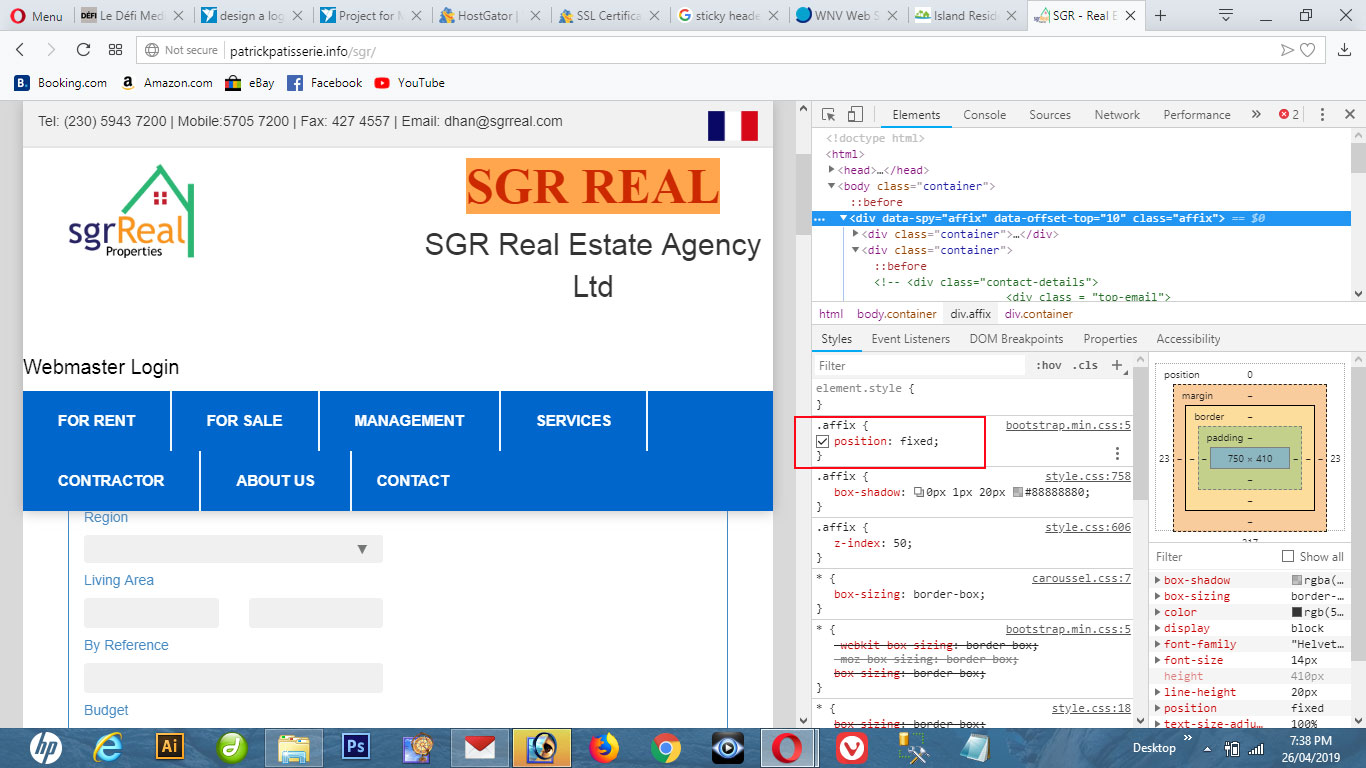 Menu
Le Défi Med
design a log
Project for M
HostGator |
SSL Certifica
sticky heade
WNV Web S
Island Resid
SGR - Real E
Not secure patrickpatisserie.info/sgr/
Booking.com Amazon.com eBay Facebook YouTube
Tel: (230) 5943 7200 | Mobile:5705 7200 | Fax: 427 4557 | Email: dhan@sgrreal.com
sgrReal
Properties
SGR REAL
SGR Real Estate Agency
Ltd
Webmaster Login
FOR RENT FOR SALE MANAGEMENT SERVICES
CONTRACTOR ABOUT US CONTACT
Region
Living Area
By Reference
Budget
Elements Console Sources Network Performance » 2
<!doctype html>
<html>
<head>…</head>
<body class="container">
::before
… <div data-spy="affix" data-offset-top="10" class="affix"> == $0
<div class="container">…</div>
<div class="container">
::before
<!-- <div class="contact-details">
<div class = "top-email">
html body.container div.affix div.container
Styles Event Listeners DOM Breakpoints Properties Accessibility
Filter :hov .cls +
element.style {
}
.affix { bootstrap.min.css:5
position: fixed;
}
.affix { style.css:758
box-shadow: 0px 1px 20px #88888880;
}
.affix { style.css:606
z-index: 50;
}
* { caroussel.css:7
box-sizing: border-box;
}
* { bootstrap.min.css:5
-webkit-box-sizing: border-box;
-moz-box-sizing: border-box;
box-sizing: border-box;
}
* { style.css:18
box-sizing: border-box;
position 0
margin –
border –
padding –
23 – – – 750 × 410 – – – 23
–
–
–
Filter Show all
box-shadow rgba(…
box-sizing border-…
color rgb(5…
display block
font-family "Helvet…
font-size 14px
height 410px
line-height 20px
position fixed
text-size-adju… 100%
hp
Ai
Ps
Desktop »
7:38 PM
26/04/2019